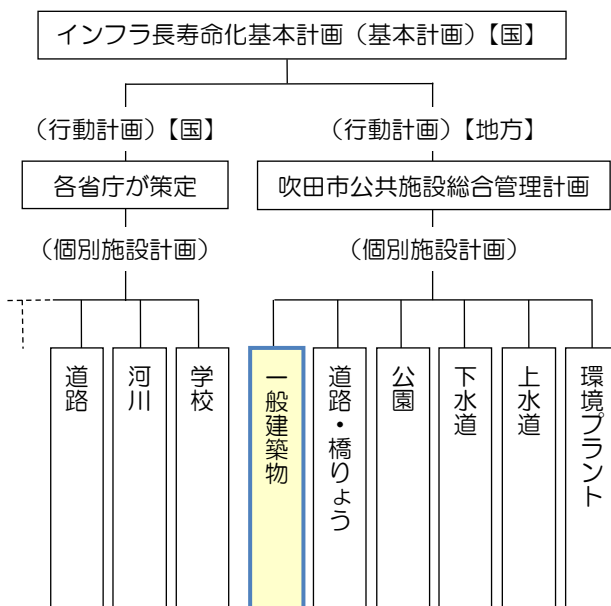 インフラ長寿命化基本計画（基本計画）【国】
（行動計画）【国】
（行動計画）【地方】
各省庁が策定
吹田市公共施設総合管理計画
（個別施設計画）
（個別施設計画）
道路
河川
学校
一般建築物
道路・橋りょう
公園
下水道
上水道
環境プラント